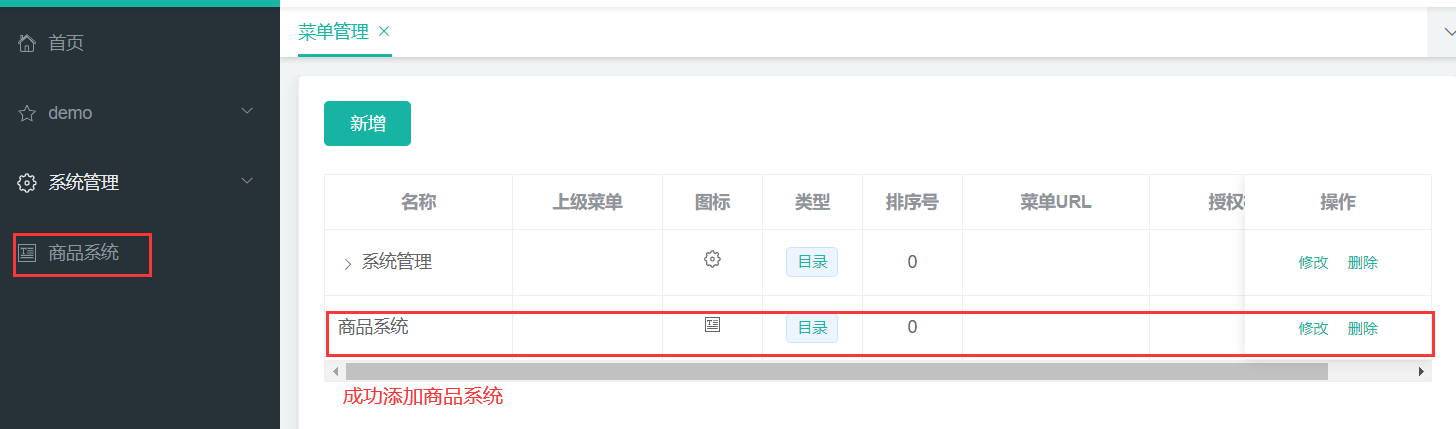 首页
demo
系统管理
商品系统
菜单管理
新增
名称 上级菜单 图标 类型 排序号 菜单URL 授权 操作
系统管理 目录 0 修改 删除
商品系统 目录 0 修改 删除
成功添加商品系统